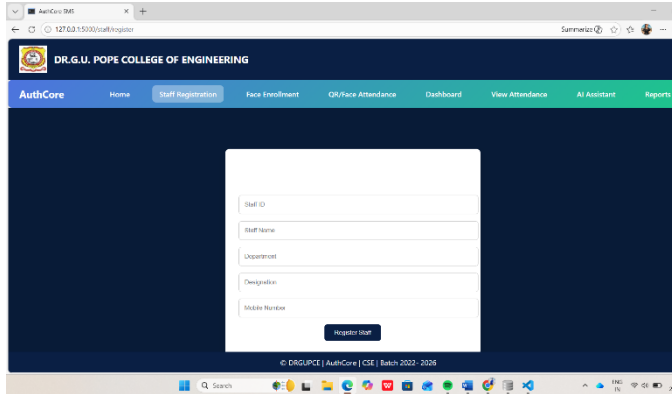 AuthCore SMS
127.0.0.1:5000/staff/register
Summarize
DR.G.U. POPE COLLEGE OF ENGINEERING
AuthCore Home Staff Registration Face Enrollment QR/Face Attendance Dashboard View Attendance AI Assistant Reports
Staff ID
Staff Name
Department
Designation
Mobile Number
Register Staff
© DRGUPCE | AuthCore | CSE | Batch 2022- 2026
Search
ENG
IN